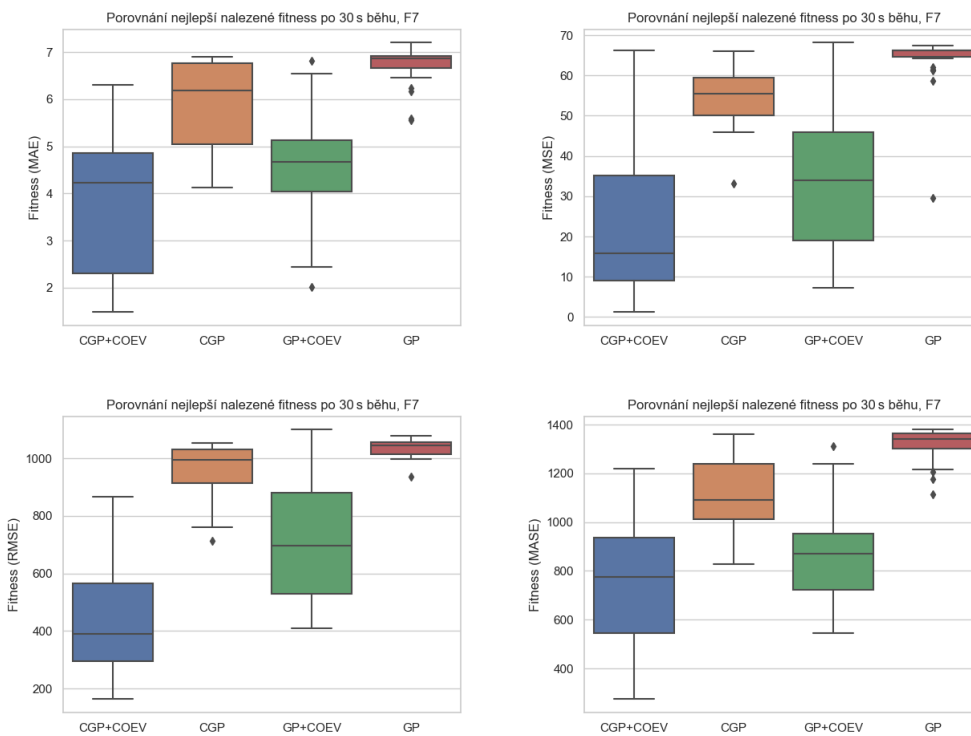 Porovnání nejlepší nalezené fitness po 30 s běhu, F7
Fitness (MAE)
7
6
5
4
3
2
CGP+COEV CGP GP+COEV GP
Porovnání nejlepší nalezené fitness po 30 s běhu, F7
Fitness (MSE)
70
60
50
40
30
20
10
0
CGP+COEV CGP GP+COEV GP
Porovnání nejlepší nalezené fitness po 30 s běhu, F7
Fitness (RMSE)
1000
800
600
400
200
CGP+COEV CGP GP+COEV GP
Porovnání nejlepší nalezené fitness po 30 s běhu, F7
Fitness (MASE)
1400
1200
1000
800
600
400
CGP+COEV CGP GP+COEV GP